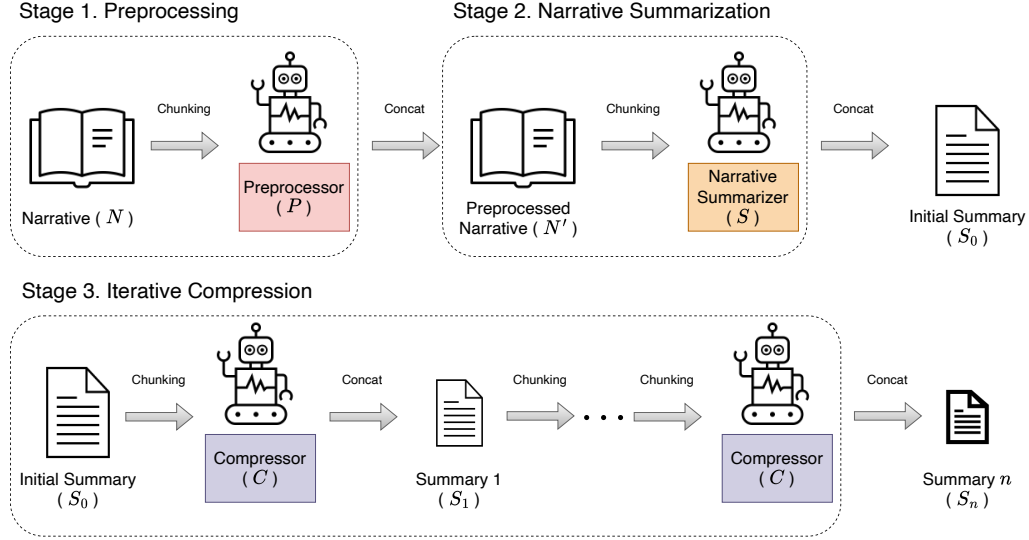 Stage 1. Preprocessing
Stage 2. Narrative Summarization
Chunking
Concat
Chunking
Concat
Narrative ( N )
Preprocessor
( P )
Preprocessed
Narrative ( N′ )
Narrative
Summarizer
( S )
Initial Summary
( S₀ )
Stage 3. Iterative Compression
Chunking
Concat
Chunking
Chunking
Concat
Initial Summary
( S₀ )
Compressor
( C )
Summary 1
( S₁ )
. . .
Compressor
( C )
Summary n
( Sₙ )